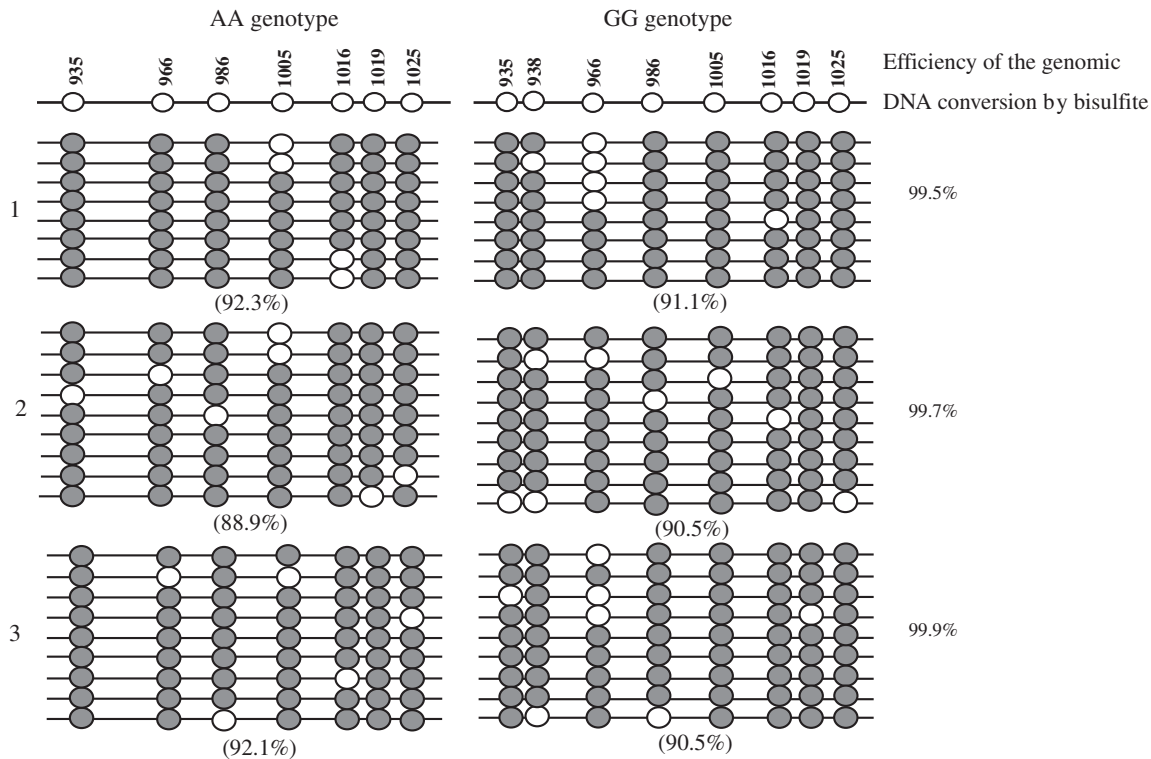 AA genotype
GG genotype
935 966 986 1005 1016 1019 1025
935 938 966 986 1005 1016 1019 1025
Efficiency of the genomic
DNA conversion by bisulfite
1
99.5%
(92.3%)
(91.1%)
2
99.7%
(88.9%)
(90.5%)
3
99.9%
(92.1%)
(90.5%)